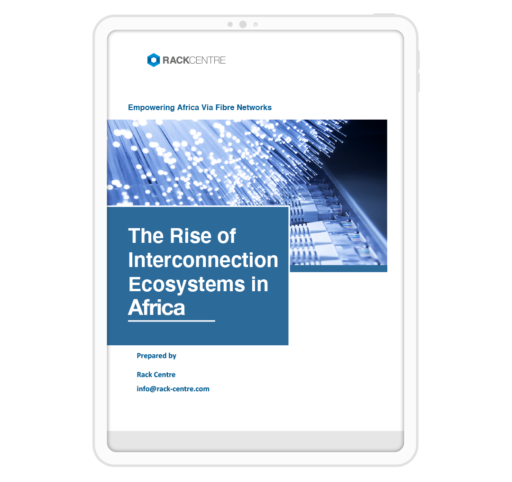 RACKCENTRE
Empowering Africa Via Fibre Networks
The Rise of
Interconnection
Ecosystems in
Africa
Prepared by
Rack Centre
info@rack-centre.com